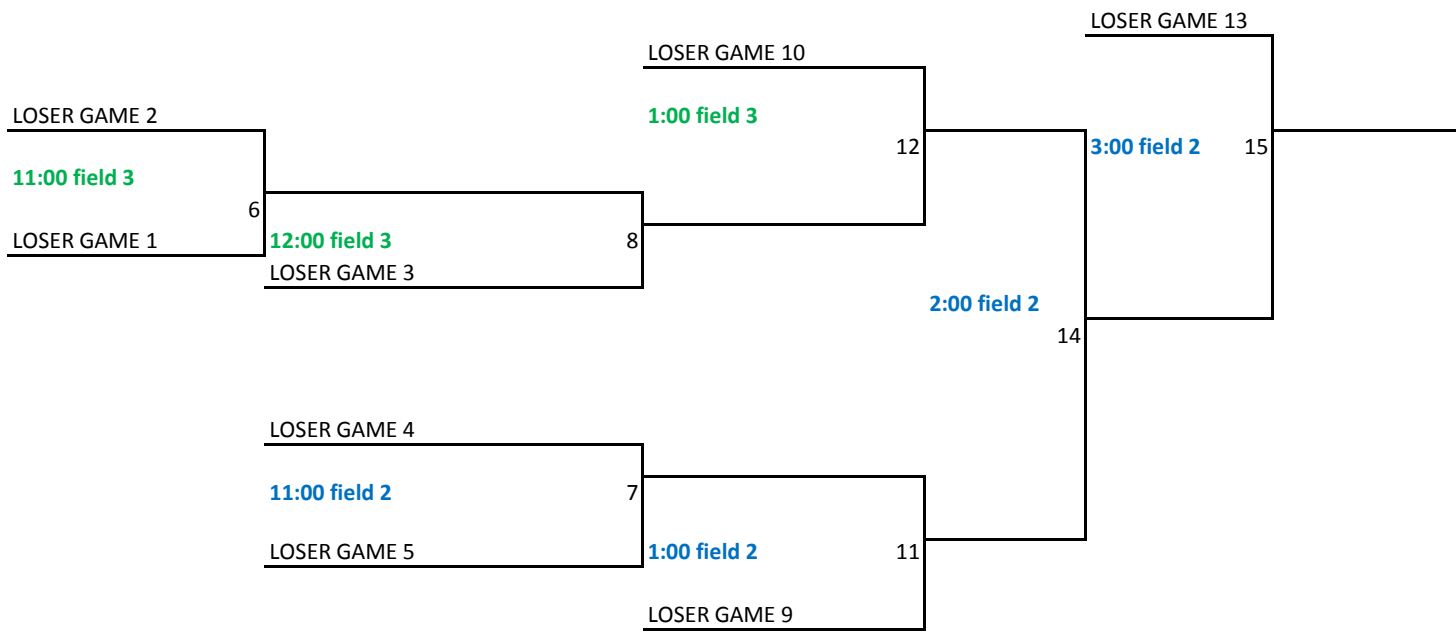 LOSER GAME 13
LOSER GAME 10
LOSER GAME 2
1:00 field 3
12
3:00 field 2
15
11:00 field 3
6
LOSER GAME 1
12:00 field 3
8
LOSER GAME 3
2:00 field 2
14
LOSER GAME 4
11:00 field 2
7
LOSER GAME 5
1:00 field 2
11
LOSER GAME 9